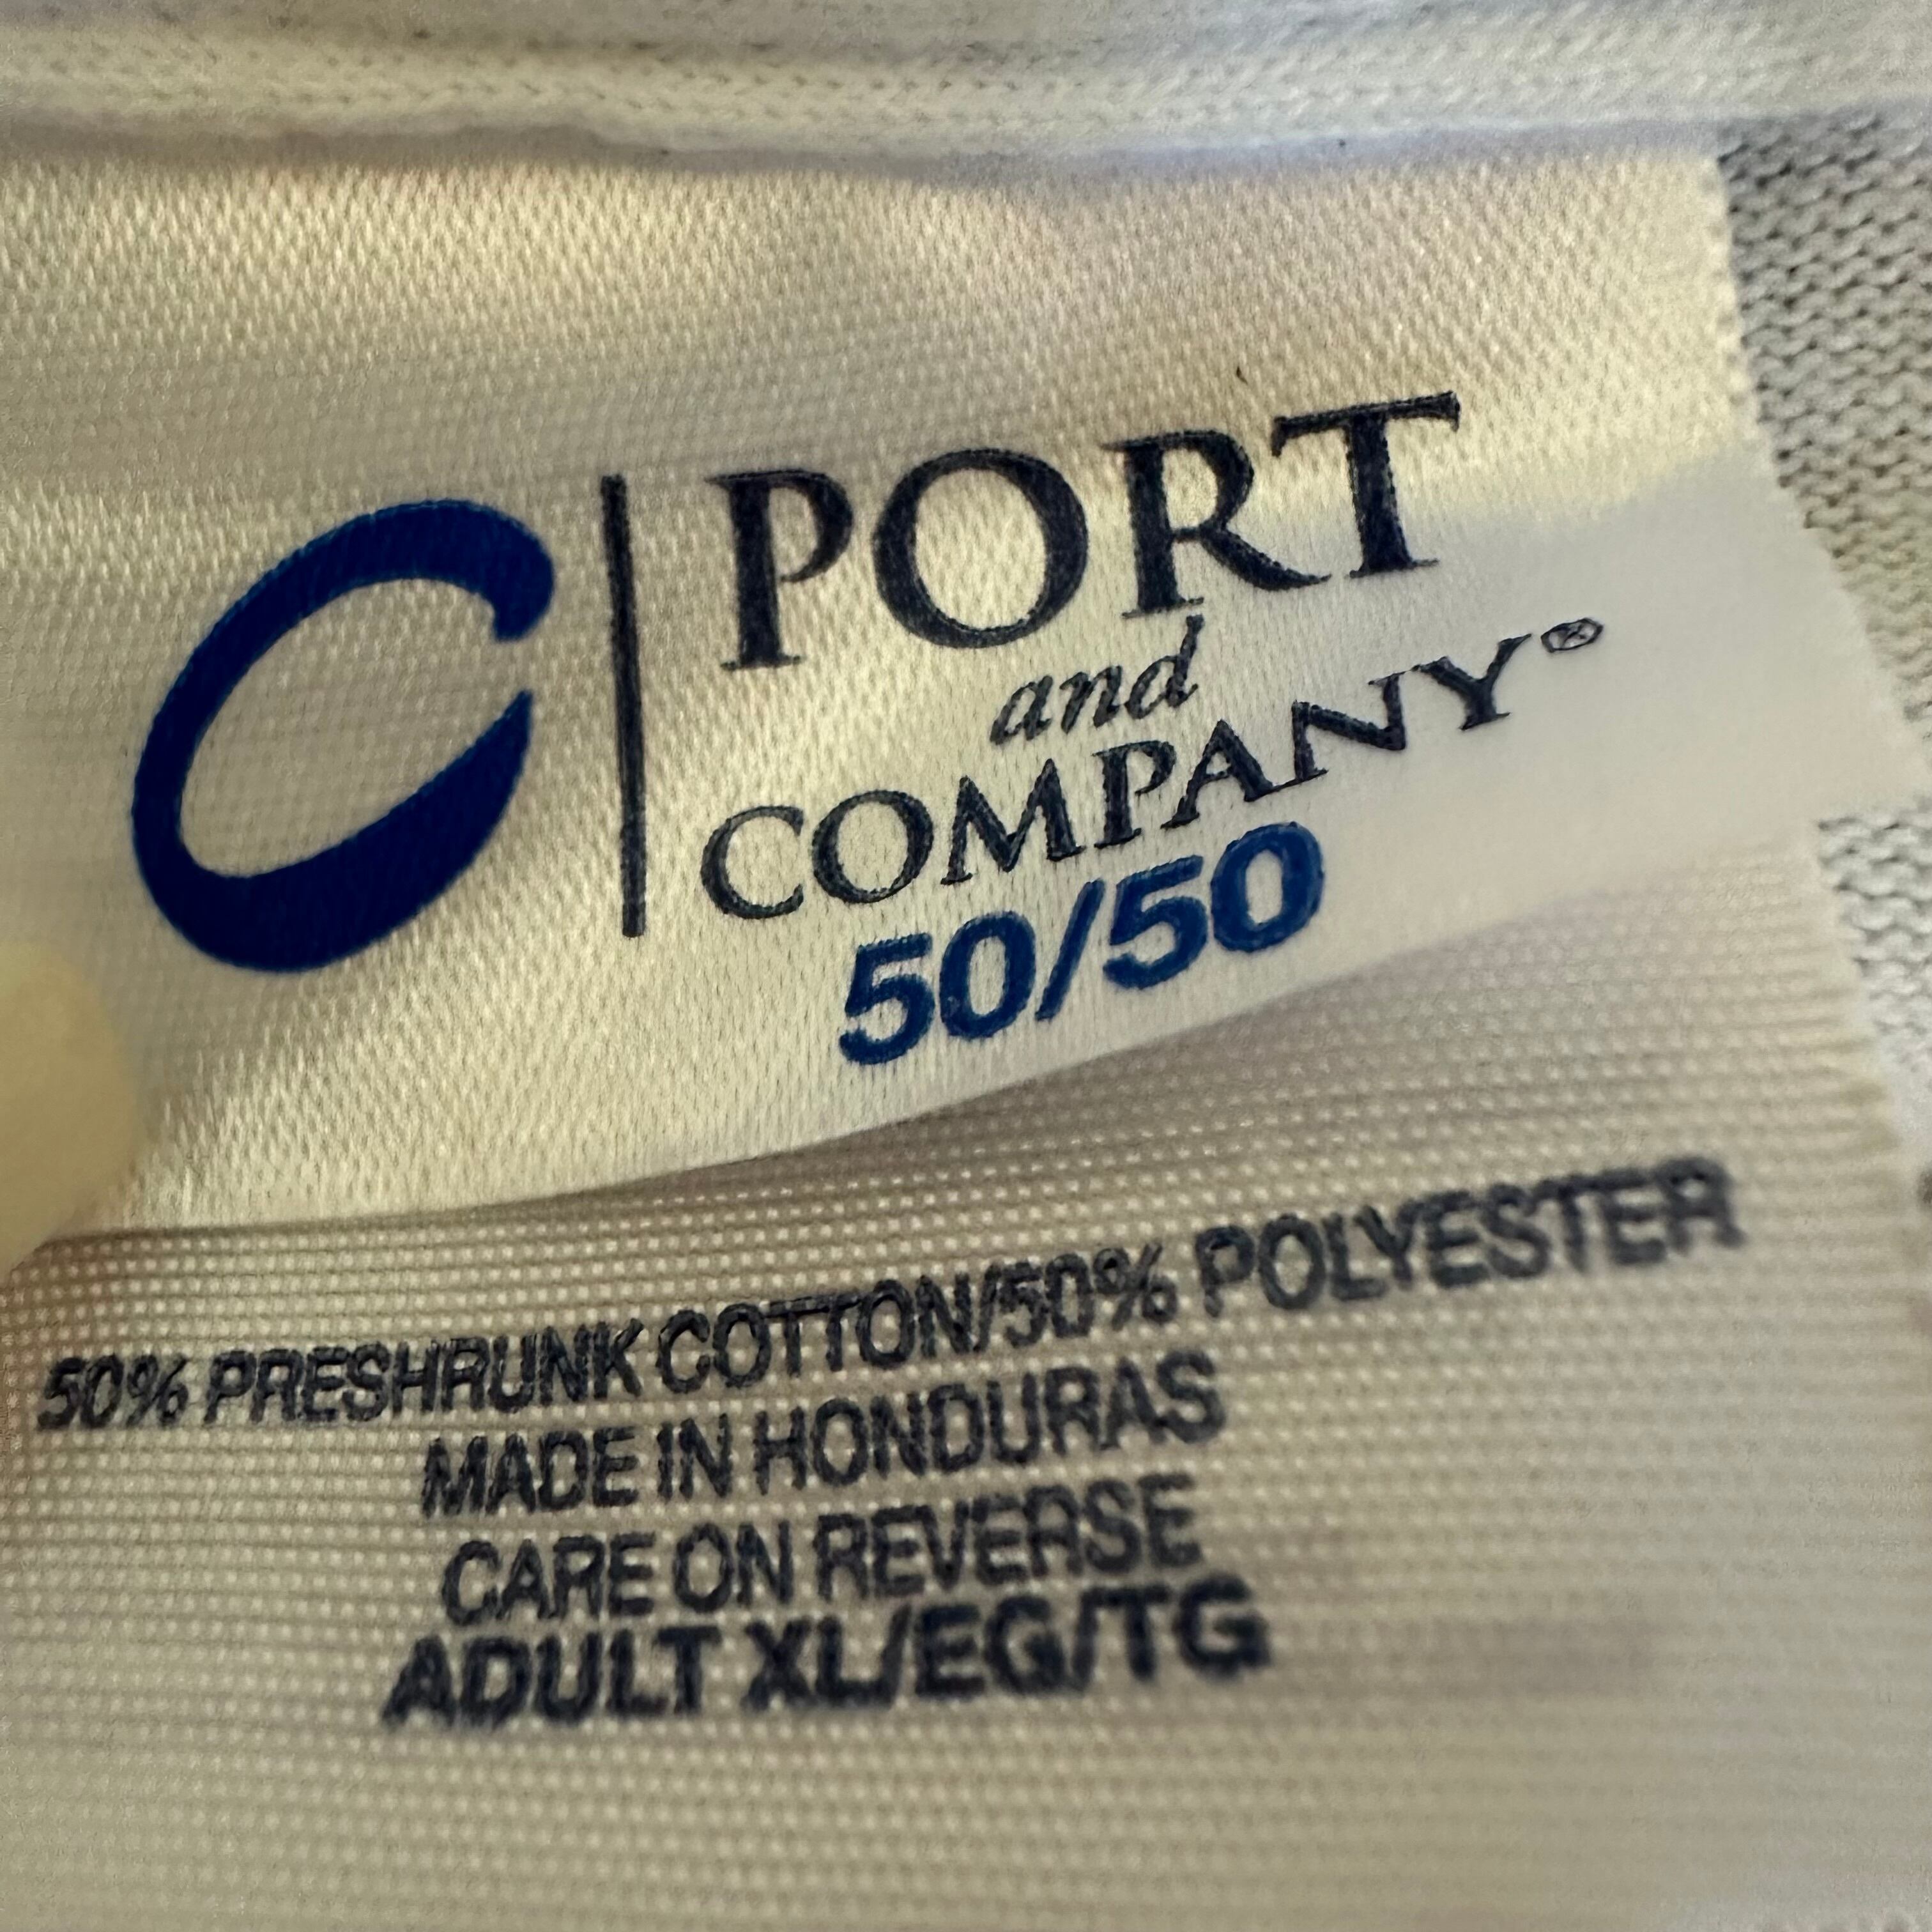 C
PORT
and
COMPANY®
50/50
50% PRESHRUNK COTTON/50% POLYESTER
MADE IN HONDURAS
CARE ON REVERSE
ADULT XL/EG/TG